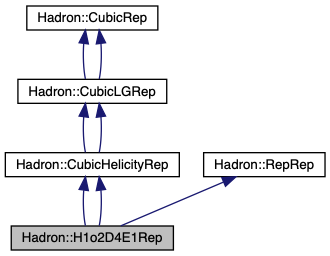 Hadron::CubicRep
Hadron::CubicLGRep
Hadron::CubicHelicityRep
Hadron::RepRep
Hadron::H1o2D4E1Rep